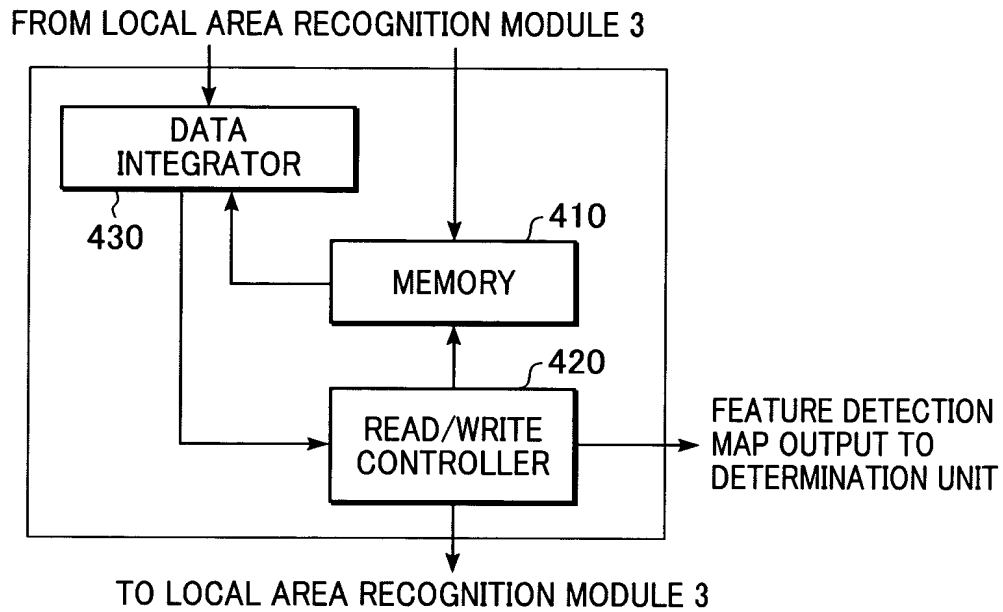 FROM LOCAL AREA RECOGNITION MODULE 3
DATA
INTEGRATOR
430
410
MEMORY
420
READ/WRITE
CONTROLLER
FEATURE DETECTION
MAP OUTPUT TO
DETERMINATION UNIT
TO LOCAL AREA RECOGNITION MODULE 3